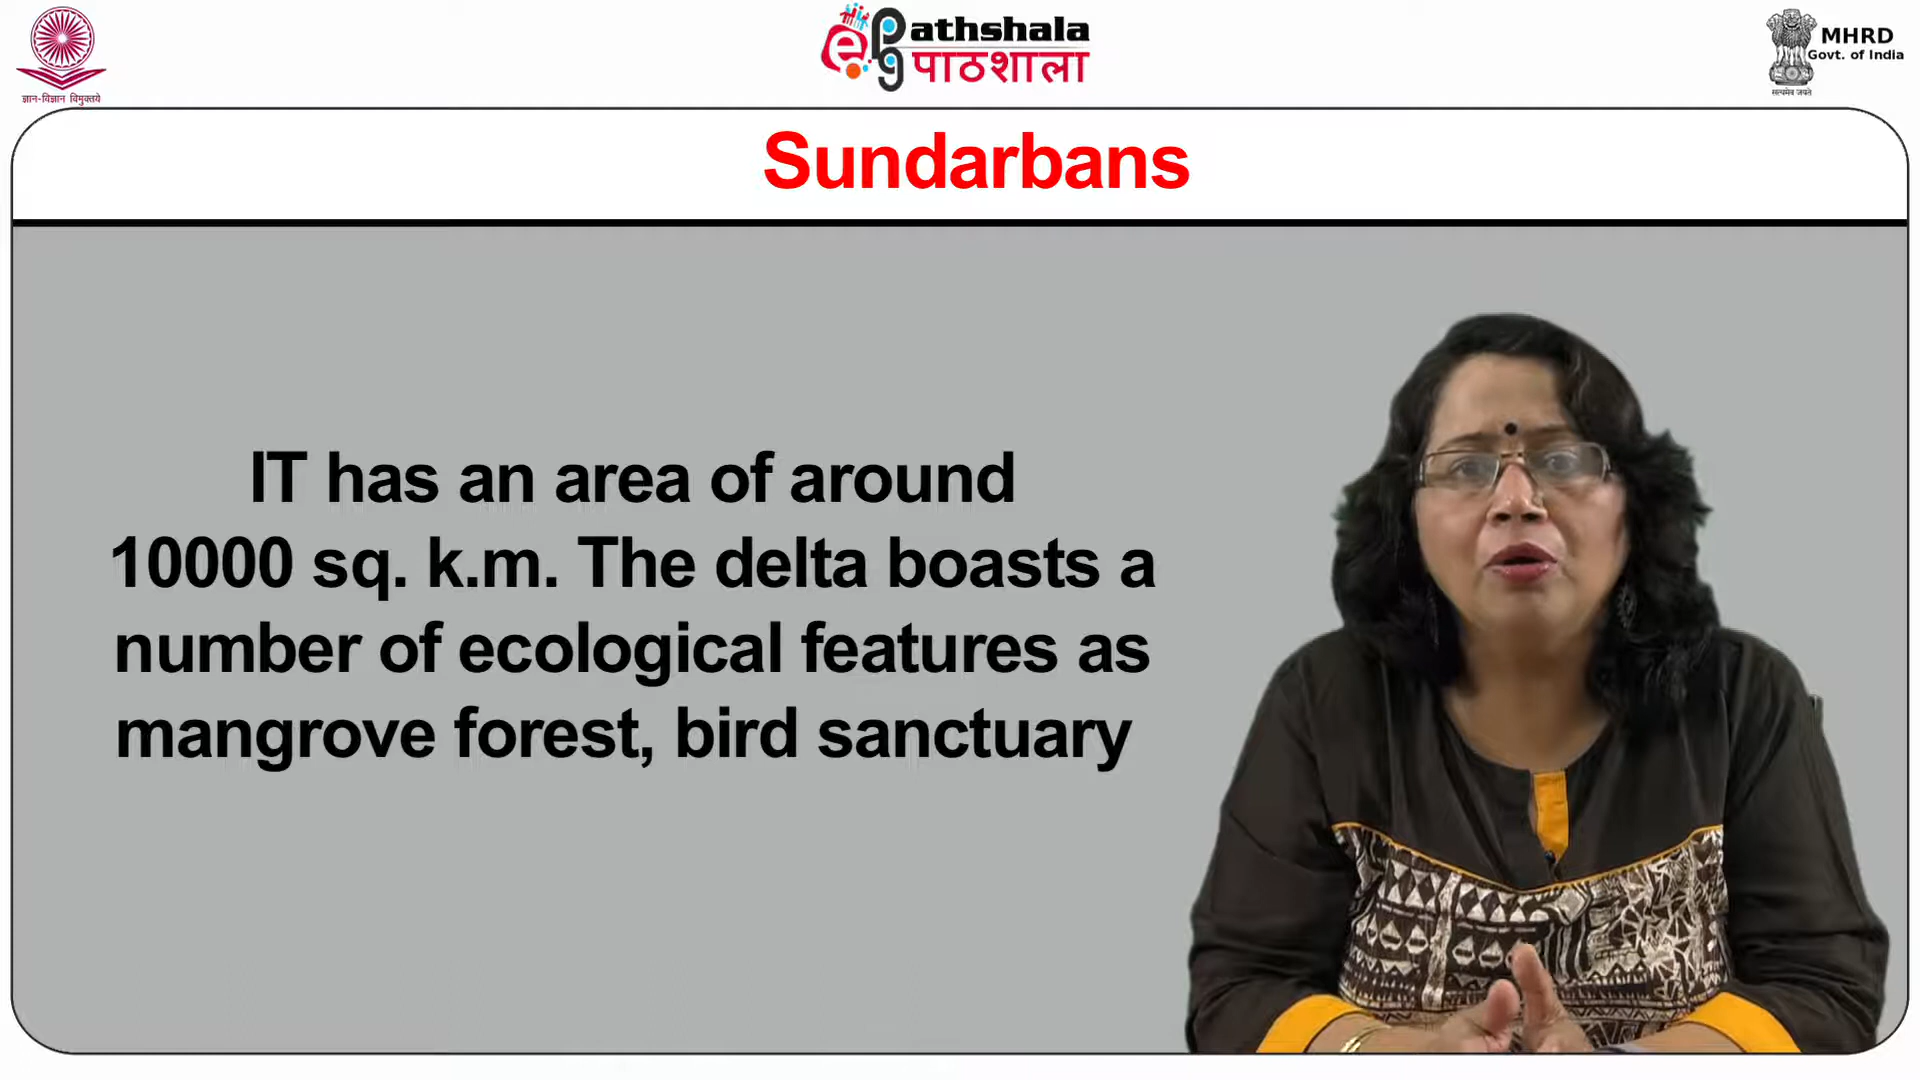 ज्ञान-विज्ञान विमुक्तये
ePathshala
पाठशाला
MHRD
Govt. of India
सत्यमेव जयते
Sundarbans
IT has an area of around
10000 sq. k.m. The delta boasts a
number of ecological features as
mangrove forest, bird sanctuary